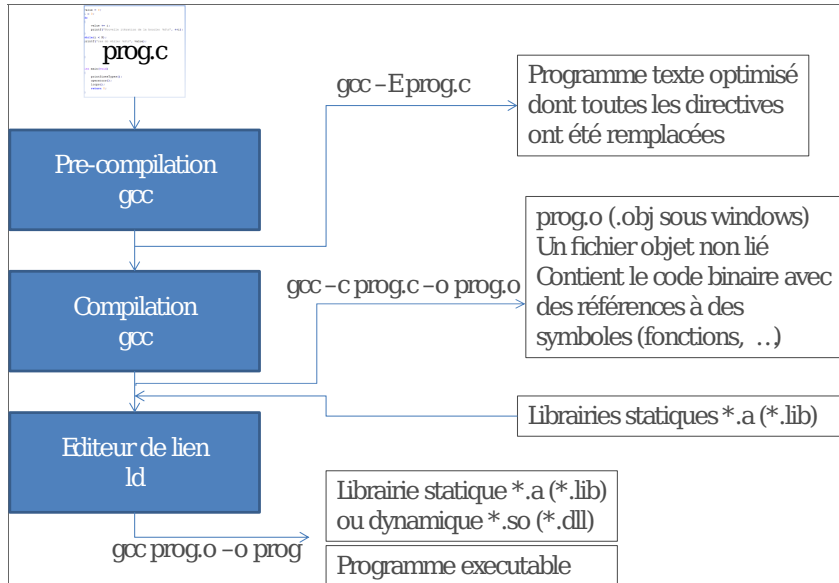 prog.c
gcc –E prog.c
Programme texte optimisé
dont toutes les directives
ont été remplacées
Pre-compilation
gcc
prog.o (.obj sous windows)
Un fichier objet non lié
Contient le code binaire avec
des références à des
symboles (fonctions, …)
gcc –c prog.c –o prog.o
Compilation
gcc
Librairies statiques *.a (*.lib)
Editeur de lien
ld
Librairie statique *.a (*.lib)
ou dynamique *.so (*.dll)
gcc prog.o –o prog
Programme executable